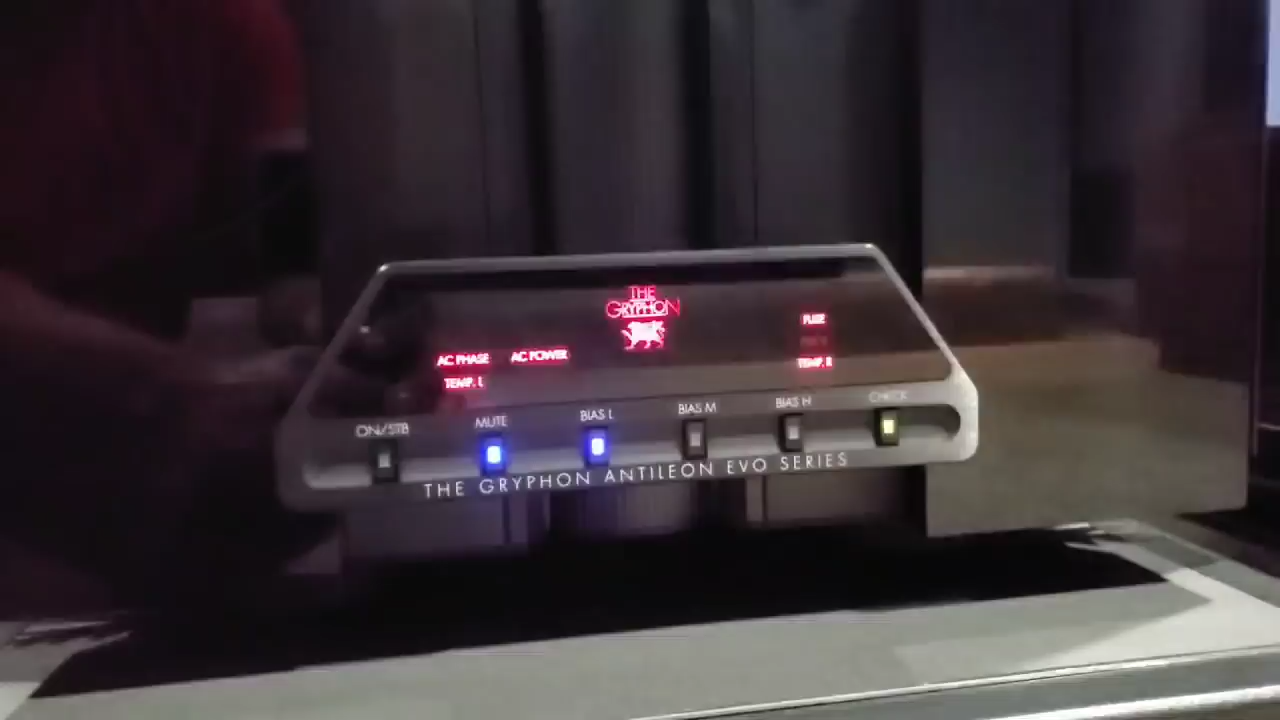 THE
GRYPHON
FUSE
AC PHASE AC POWER
TEMP. L TEMP. R
ON/STB MUTE BIAS L BIAS M BIAS H CHECK
THE GRYPHON ANTILEON EVO SERIES